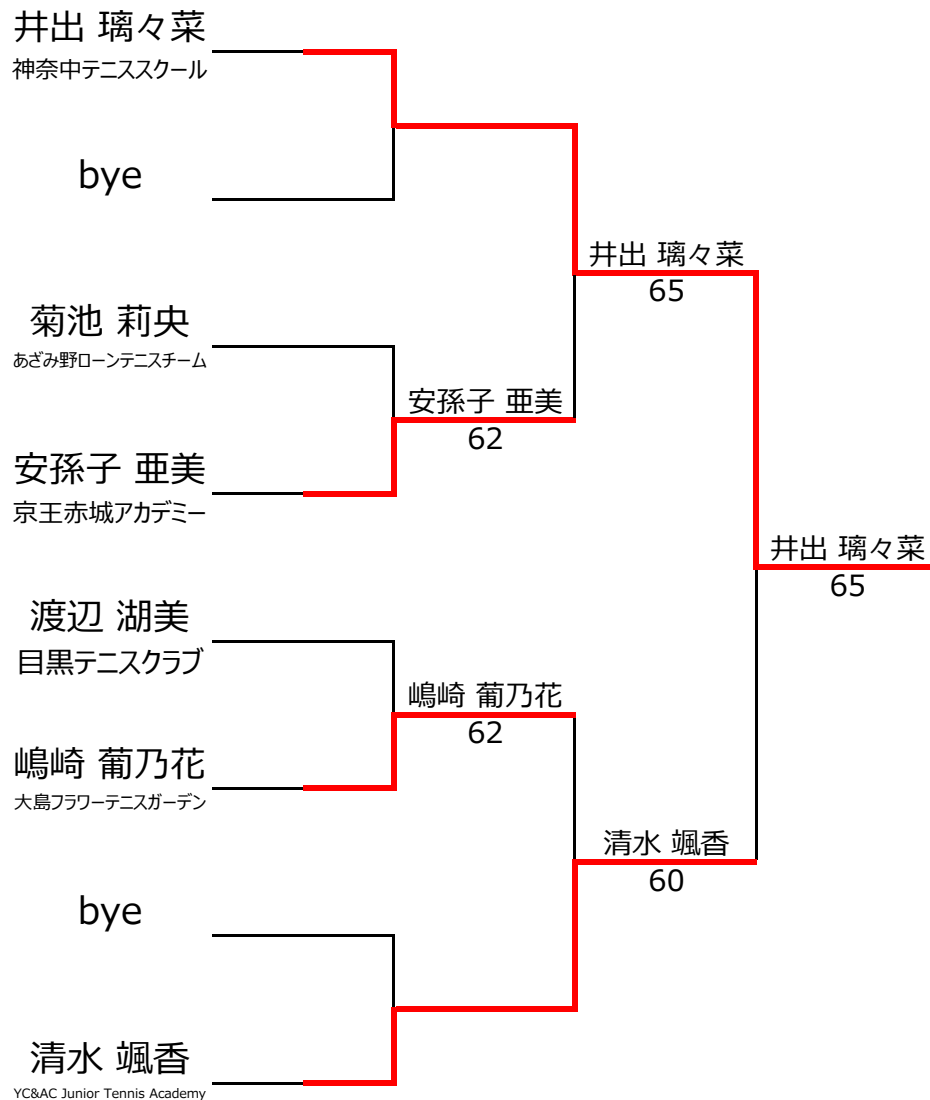 井出 璃々菜
神奈中テニススクール
bye
井出 璃々菜
65
菊池 莉央
あざみ野ローンテニスチーム
安孫子 亜美
62
安孫子 亜美
京王赤城アカデミー
井出 璃々菜
65
渡辺 湖美
目黒テニスクラブ
嶋崎 葡乃花
62
嶋崎 葡乃花
大島フラワーテニスガーデン
清水 颯香
60
bye
清水 颯香
YC&AC Junior Tennis Academy